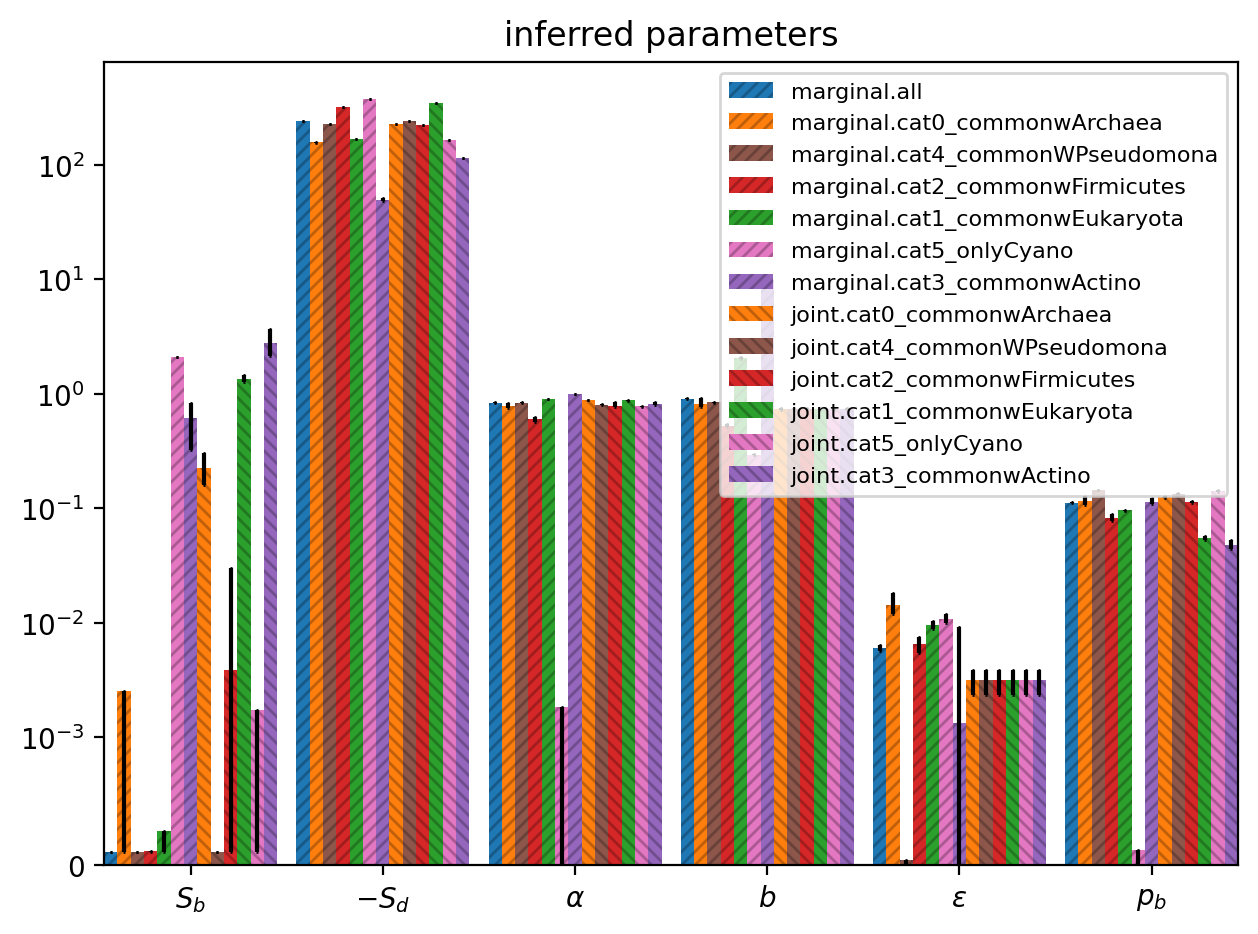 inferred parameters
10²
10¹
10⁰
10⁻¹
10⁻²
10⁻³
0
marginal.all
marginal.cat0_commonwArchaea
marginal.cat4_commonWPseudomona
marginal.cat2_commonwFirmicutes
marginal.cat1_commonwEukaryota
marginal.cat5_onlyCyano
marginal.cat3_commonwActino
joint.cat0_commonwArchaea
joint.cat4_commonWPseudomona
joint.cat2_commonwFirmicutes
joint.cat1_commonwEukaryota
joint.cat5_onlyCyano
joint.cat3_commonwActino
S_b −S_d α b ε p_b